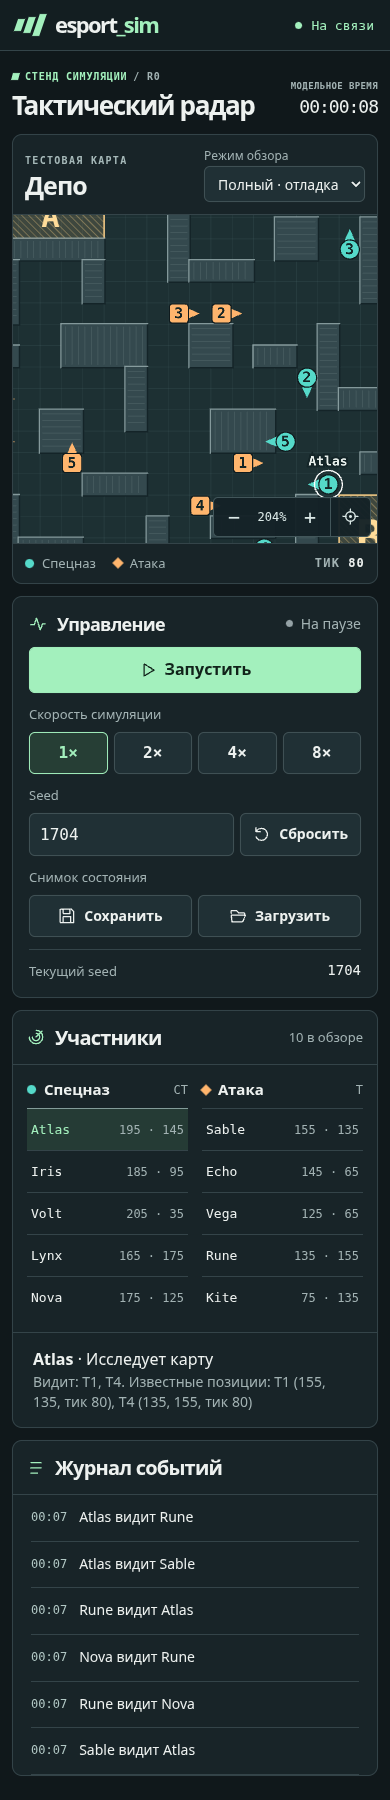 esport_sim
На связи
СТЕНД СИМУЛЯЦИИ / R0
Тактический радар
МОДЕЛЬНОЕ ВРЕМЯ
00:00:08
ТЕСТОВАЯ КАРТА
Депо
Режим обзора
Полный · отладка
A
3
3 2
2
5
5
1
Atlas
1
4
− 204% +
Спецназ Атака
ТИК 80
Управление
На паузе
Запустить
Скорость симуляции
1× 2× 4× 8×
Seed
1704
Сбросить
Снимок состояния
Сохранить Загрузить
Текущий seed 1704
Участники
10 в обзоре
Спецназ CT
Атака T
Atlas 195 · 145
Sable 155 · 135
Iris 185 · 95
Echo 145 · 65
Volt 205 · 35
Vega 125 · 65
Lynx 165 · 175
Rune 135 · 155
Nova 175 · 125
Kite 75 · 135
Atlas · Исследует карту
Видит: T1, T4. Известные позиции: T1 (155,
135, тик 80), T4 (135, 155, тик 80)
Журнал событий
00:07 Atlas видит Rune
00:07 Atlas видит Sable
00:07 Rune видит Atlas
00:07 Nova видит Rune
00:07 Rune видит Nova
00:07 Sable видит Atlas